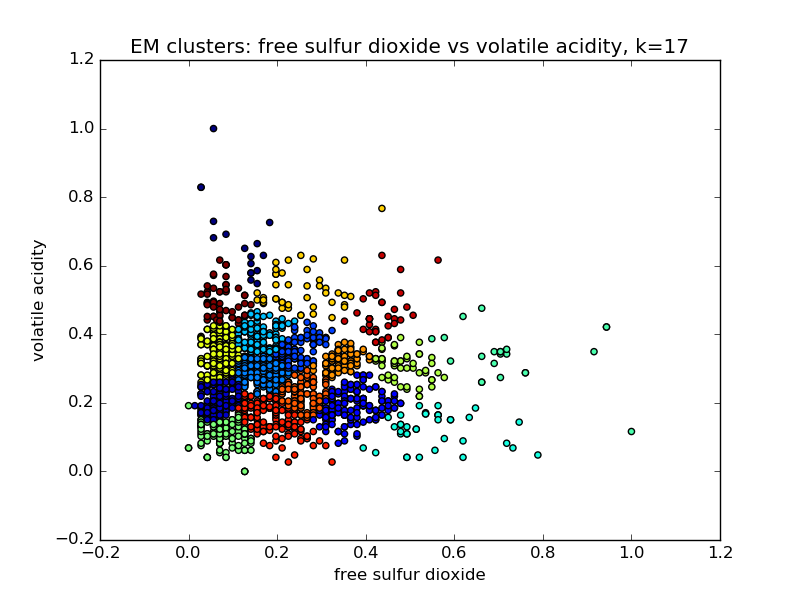 EM clusters: free sulfur dioxide vs volatile acidity, k=17
1.2
1.0
0.8
0.6
0.4
0.2
0.0
−0.2
volatile acidity
−0.2 0.0 0.2 0.4 0.6 0.8 1.0 1.2
free sulfur dioxide